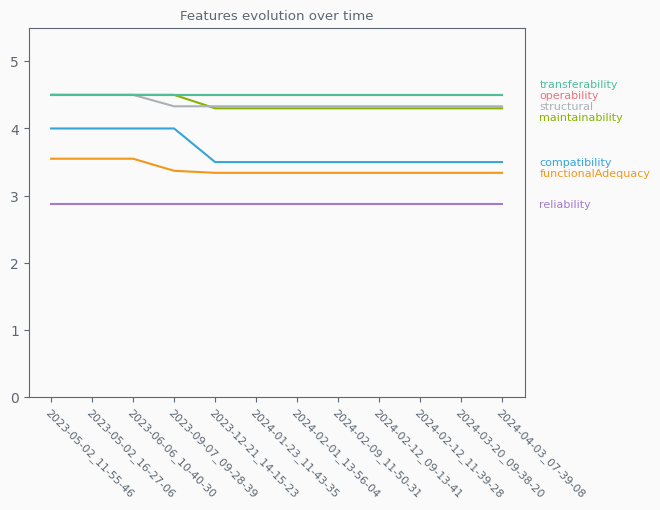 Features evolution over time
5
4
3
2
1
0
transferability
operability
structural
maintainability
compatibility
functionalAdequacy
reliability
2023-05-02_11-55-46
2023-05-02_16-27-06
2023-06-06_10-40-30
2023-09-07_09-28-39
2023-12-21_14-15-23
2024-01-23_11-43-35
2024-02-01_13-56-04
2024-02-09_11-50-31
2024-02-12_09-13-41
2024-02-12_11-39-28
2024-03-20_09-38-20
2024-04-03_07-39-08